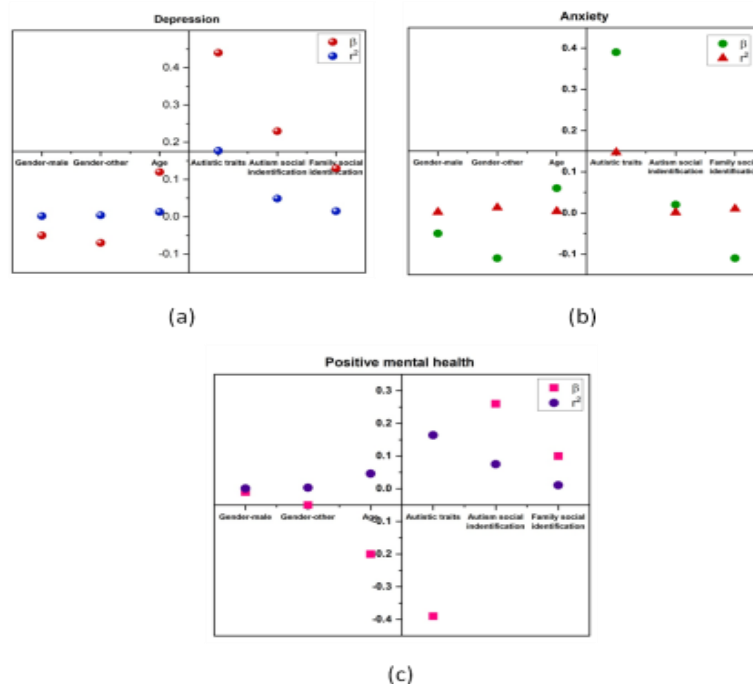 Depression
β
r²
0.4
0.2
Gender-male Gender-other Age Autistic traits Autism social indentification Family social identification
0.1
0.0
-0.1
(a)
Anxiety
β
r²
0.4
0.3
0.2
Gender-male Gender-other Age Autistic traits Autism social indentification Family social identificati
0.1
0.0
-0.1
(b)
Positive mental health
β
r²
0.3
0.2
0.1
0.0
Gender-male Gender-other Age Autistic traits Autism social indentification Family social identification
-0.1
-0.2
-0.3
-0.4
(c)